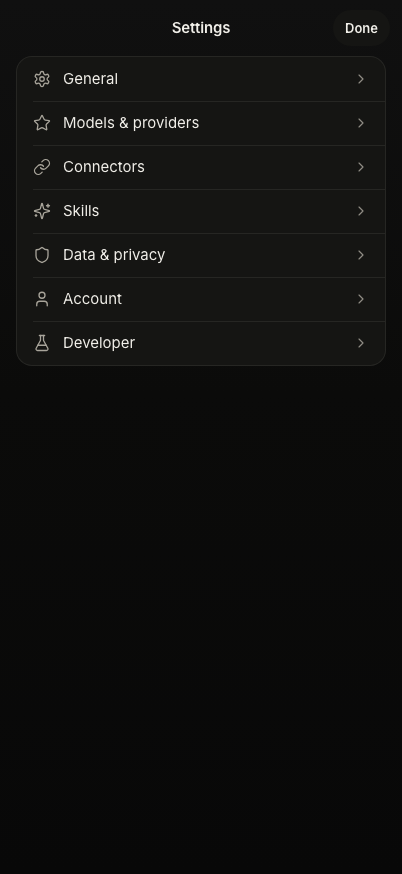 Settings
Done
General
Models & providers
Connectors
Skills
Data & privacy
Account
Developer